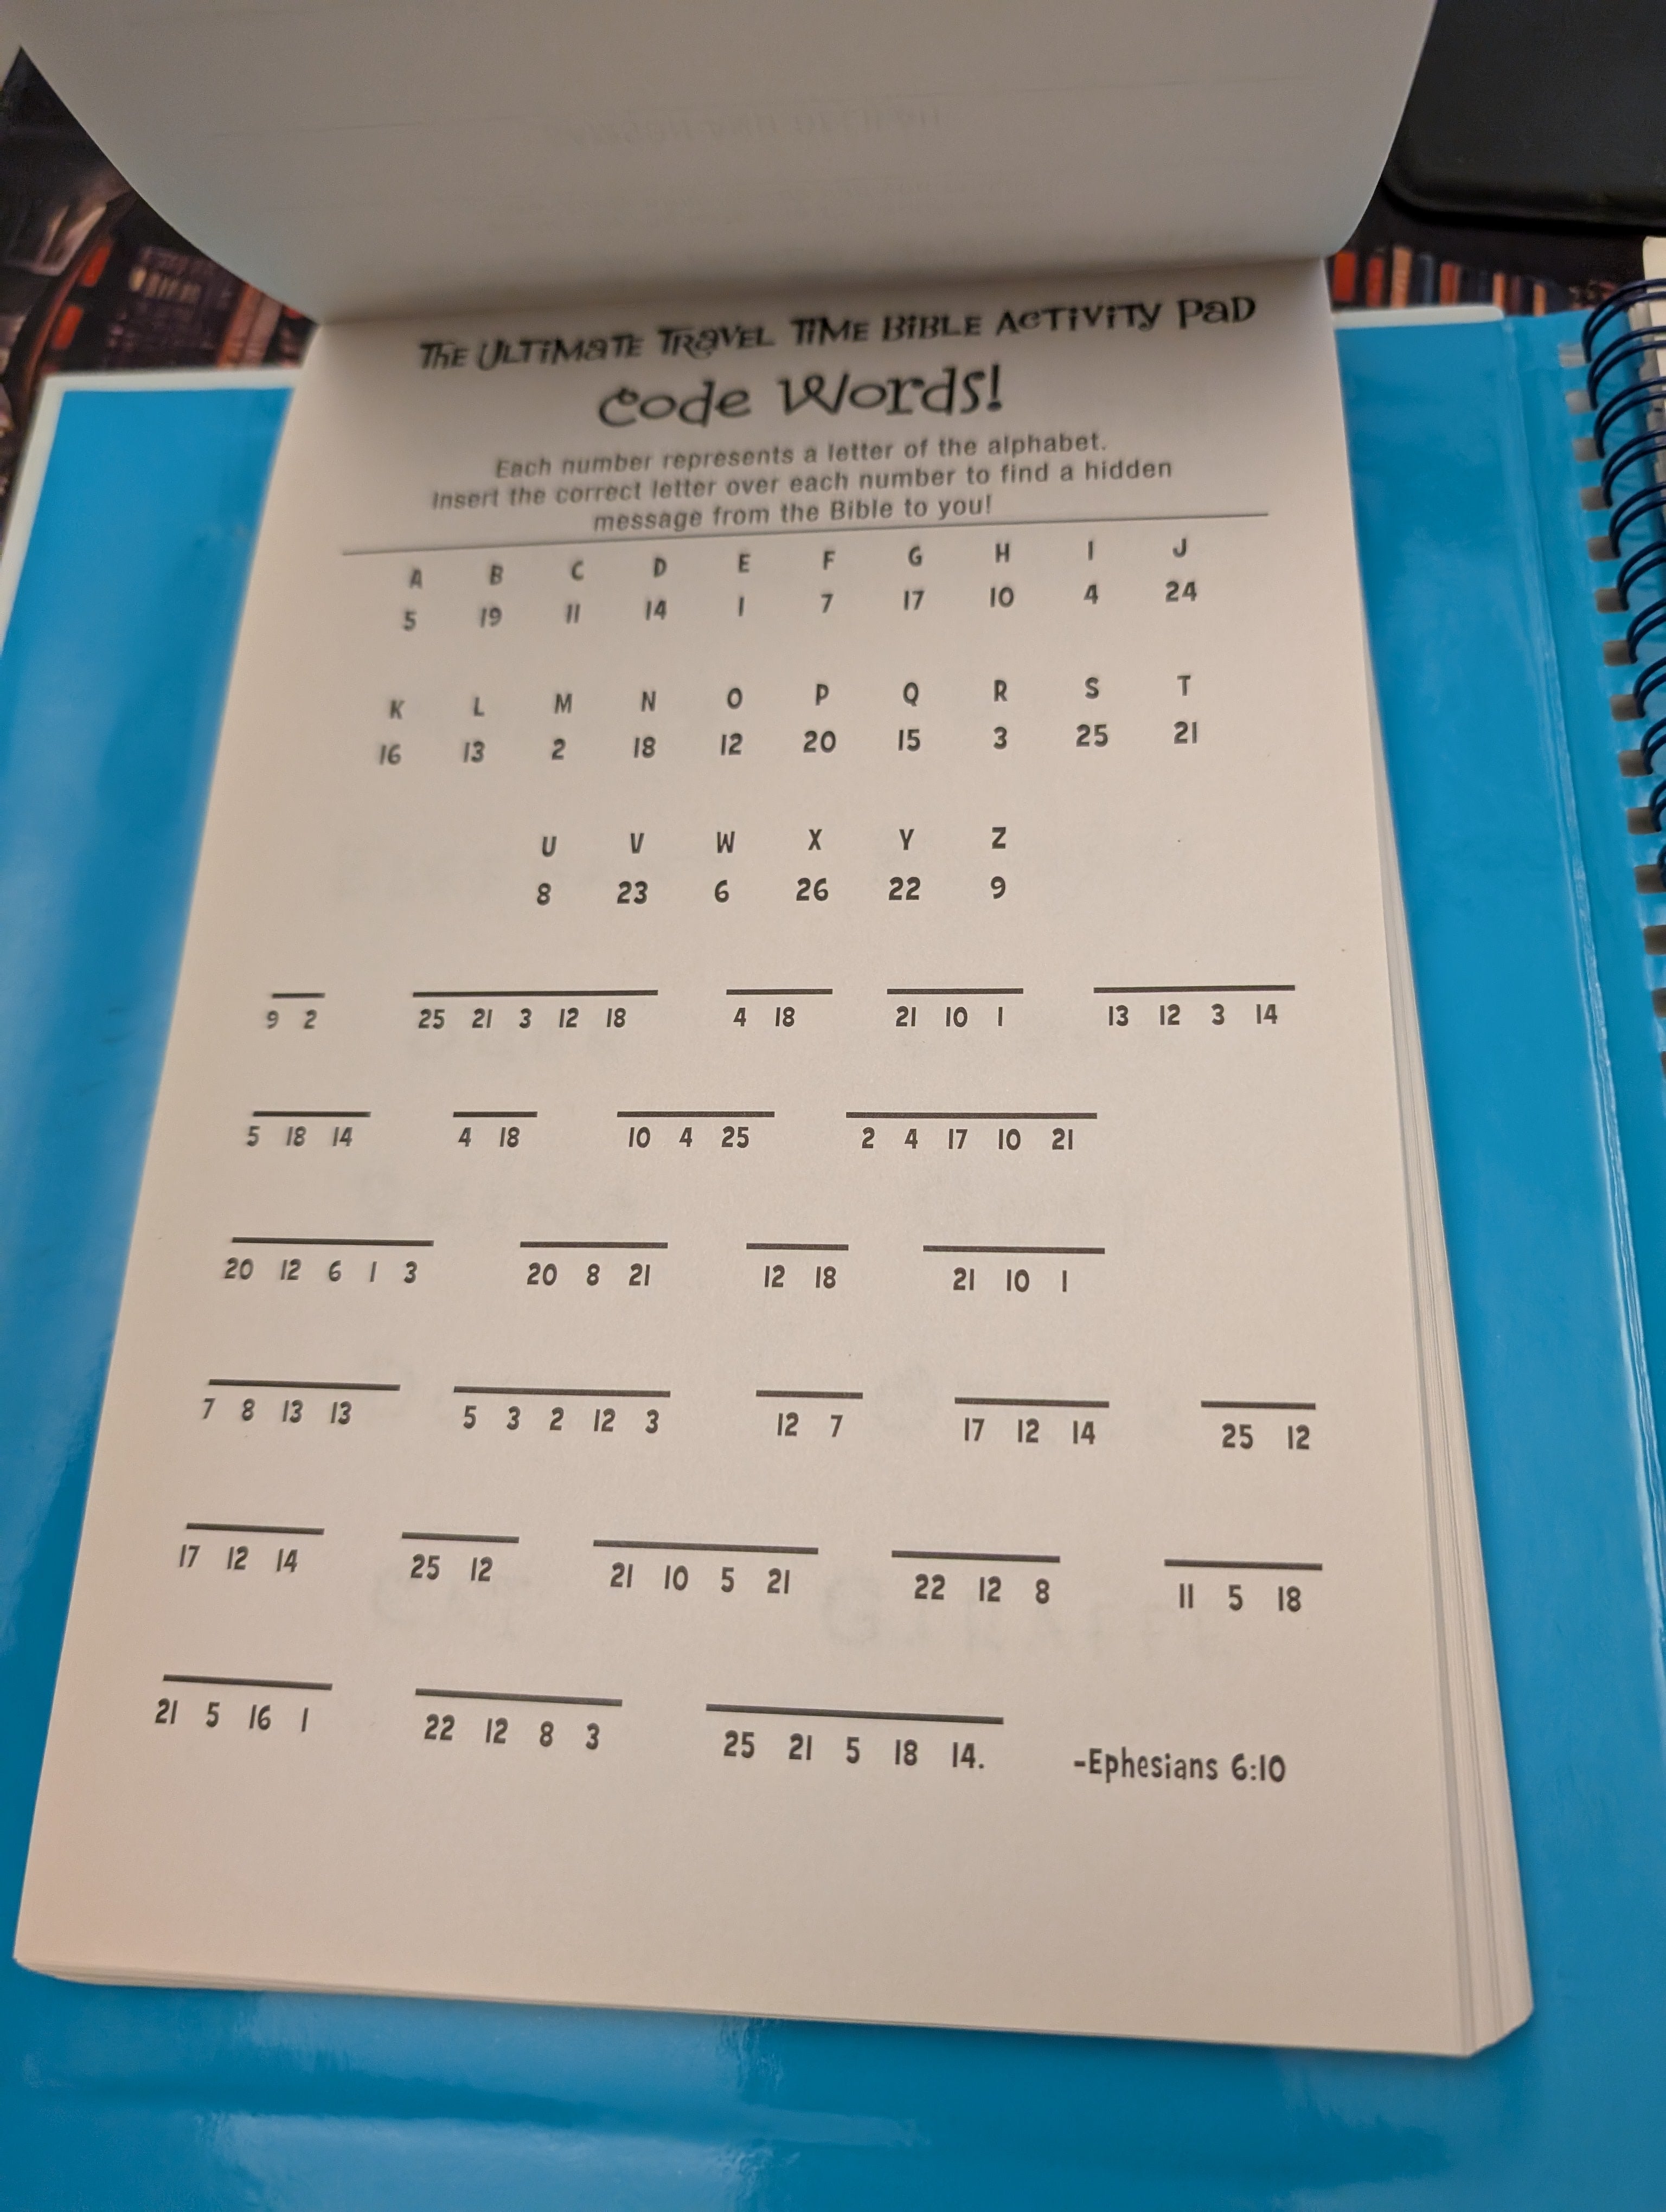 THE ULTIMATE TRAVEL TIME BIBLE ACTIVITY PAD
Code Words!
Each number represents a letter of the alphabet.
Insert the correct letter over each number to find a hidden
message from the Bible to you!
A B C D E F G H I J
5 19 11 14 1 7 17 10 4 24
K L M N O P Q R S T
16 13 2 18 12 20 15 3 25 21
U V W X Y Z
8 23 6 26 22 9
9 2 25 21 3 12 18 4 18 21 10 1 13 12 3 14
5 18 14 4 18 10 4 25 2 4 17 10 21
20 12 6 1 3 20 8 21 12 18 21 10 1
7 8 13 13 5 3 2 12 3 12 7 17 12 14 25 12
17 12 14 25 12 21 10 5 21 22 12 8 11 5 18
21 5 16 1 22 12 8 3 25 21 5 18 14. -Ephesians 6:10